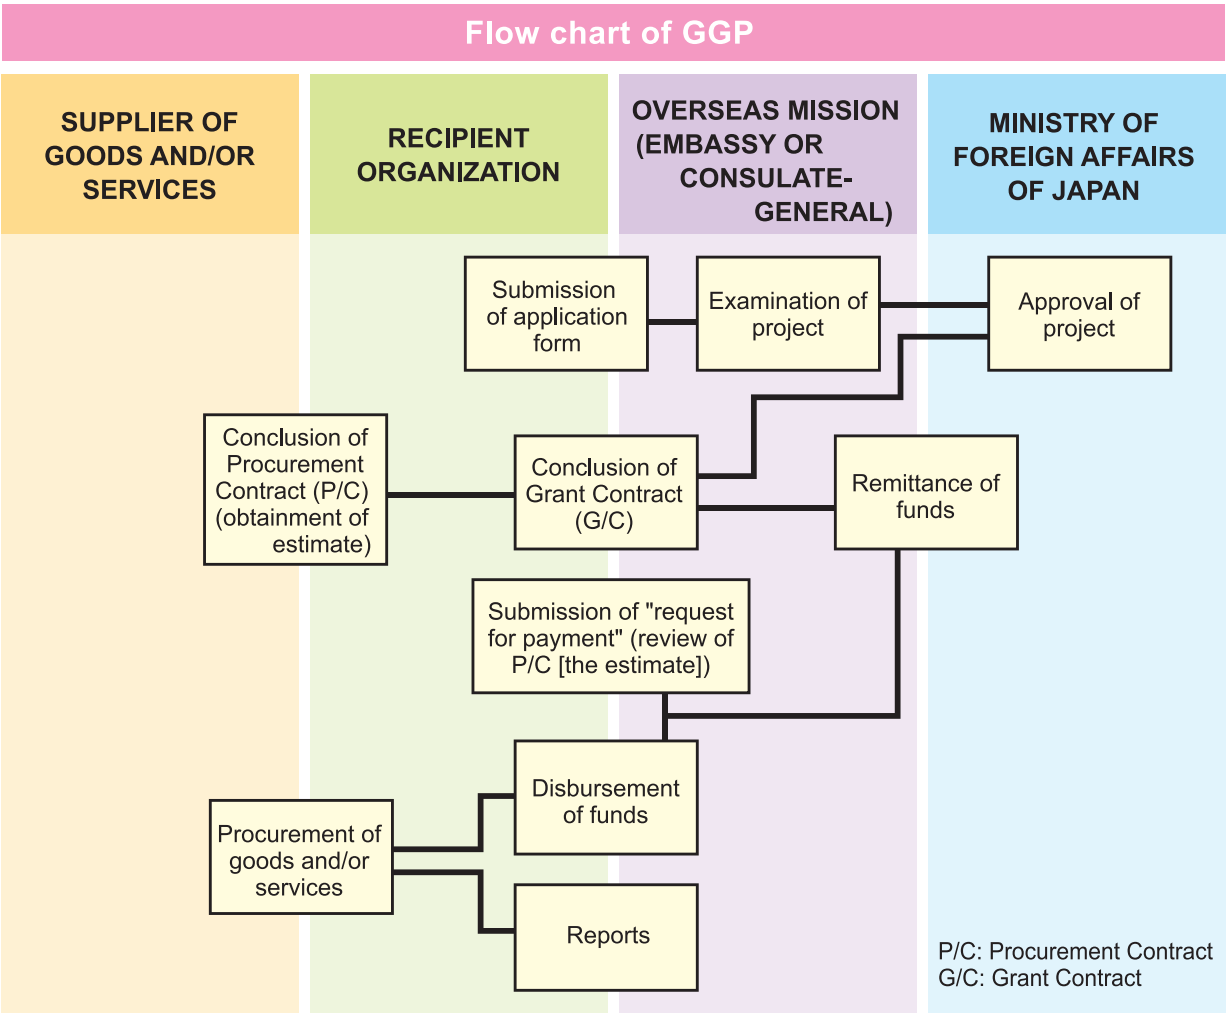 Flow chart of GGP
SUPPLIER OF
GOODS AND/OR
SERVICES
RECIPIENT
ORGANIZATION
OVERSEAS MISSION
(EMBASSY OR
CONSULATE-
GENERAL)
MINISTRY OF
FOREIGN AFFAIRS
OF JAPAN
Submission
of application
form
Examination of
project
Approval of
project
Conclusion of
Procurement
Contract (P/C)
(obtainment of
estimate)
Conclusion of
Grant Contract
(G/C)
Remittance of
funds
Submission of "request
for payment" (review of
P/C [the estimate])
Disbursement
of funds
Procurement of
goods and/or
services
Reports
P/C: Procurement Contract
G/C: Grant Contract